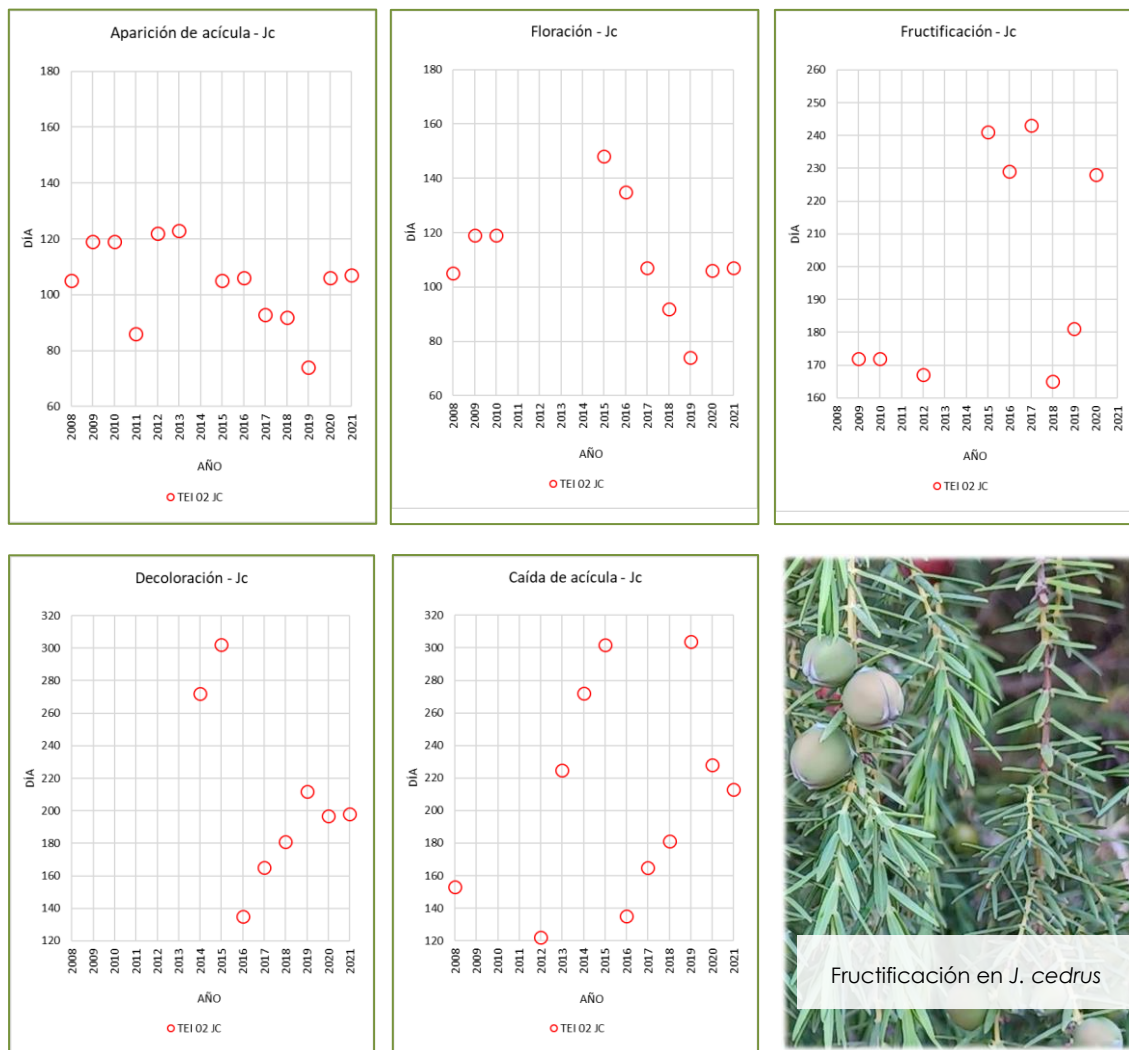 Aparición de acícula - Jc
180
160
140
120
100
80
60
DÍA
2008 2009 2010 2011 2012 2013 2014 2015 2016 2017 2018 2019 2020 2021
AÑO
TEI 02 JC
Floración - Jc
180
160
140
120
100
80
60
DÍA
2008 2009 2010 2011 2012 2013 2014 2015 2016 2017 2018 2019 2020 2021
AÑO
TEI 02 JC
Fructificación - Jc
260
250
240
230
220
210
200
190
180
170
160
DÍA
2008 2009 2010 2011 2012 2013 2014 2015 2016 2017 2018 2019 2020 2021
AÑO
TEI 02 JC
Decoloración - Jc
320
300
280
260
240
220
200
180
160
140
120
DÍA
2008 2009 2010 2011 2012 2013 2014 2015 2016 2017 2018 2019 2020 2021
AÑO
TEI 02 JC
Caída de acícula - Jc
320
300
280
260
240
220
200
180
160
140
120
DÍA
2008 2009 2010 2011 2012 2013 2014 2015 2016 2017 2018 2019 2020 2021
AÑO
TEI 02 JC
Fructificación en J. cedrus